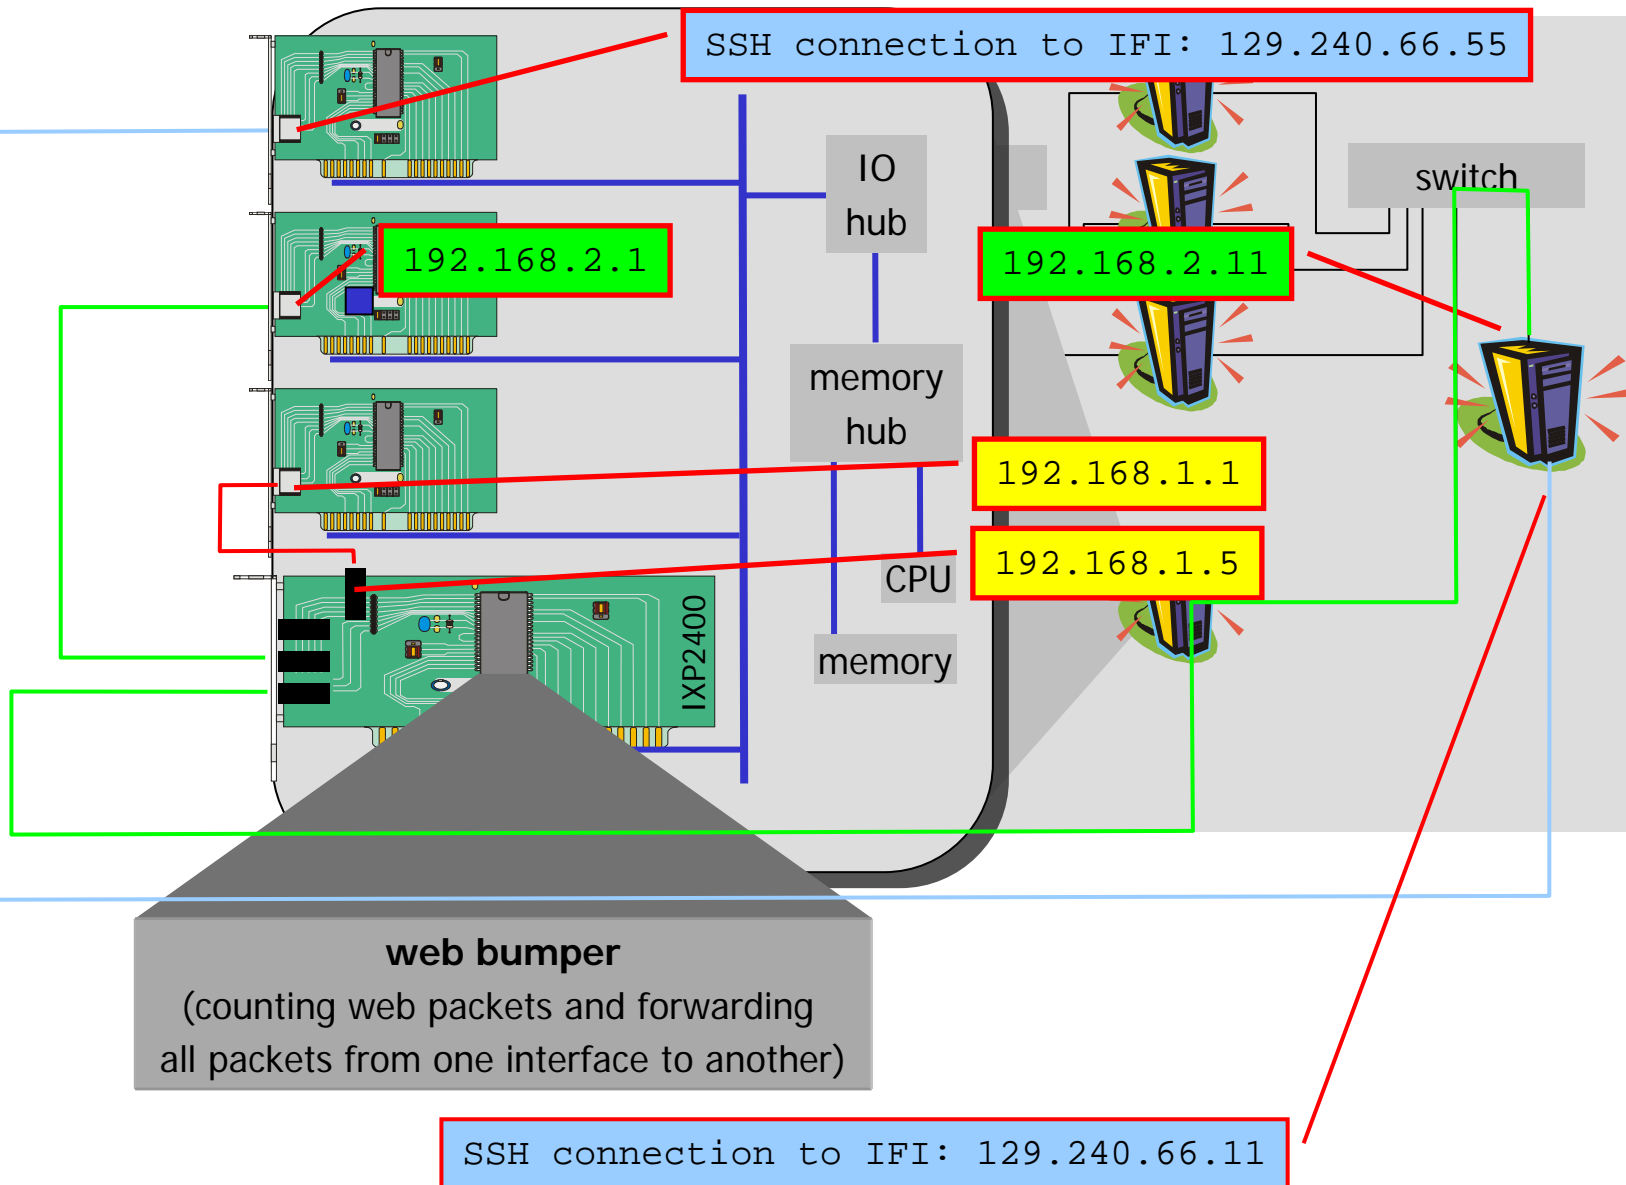 SSH connection to IFI: 129.240.66.55
IO
hub
switch
192.168.2.1
192.168.2.11
memory
hub
192.168.1.1
192.168.1.5
CPU
IXP2400
memory
web bumper
(counting web packets and forwarding
all packets from one interface to another)
SSH connection to IFI: 129.240.66.11